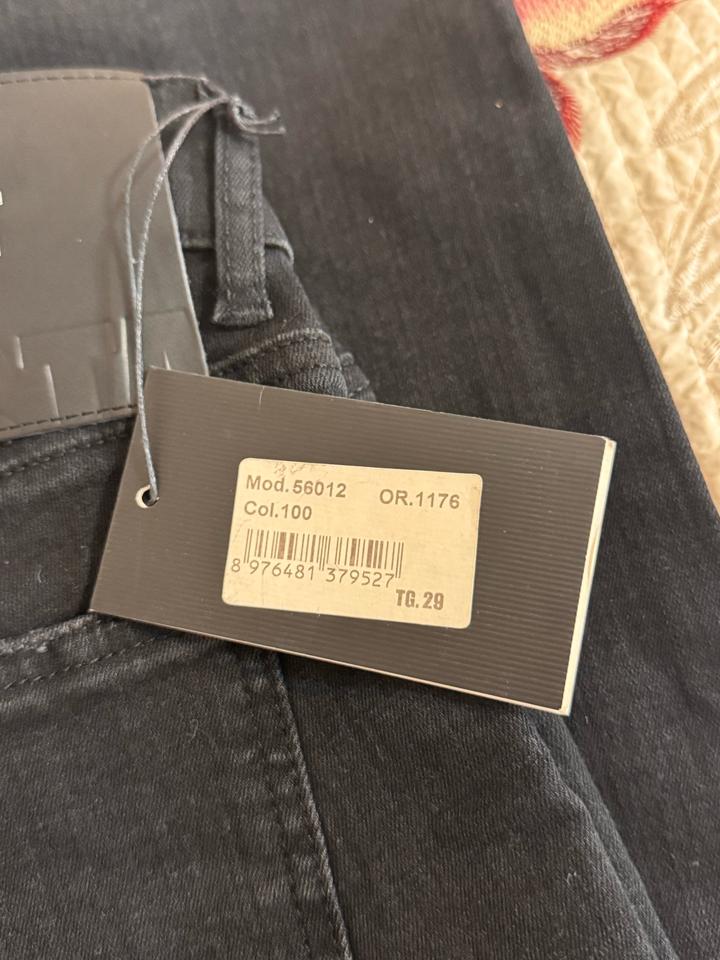 Mod.56012 OR.1176
Col.100
8 976481 379527
TG.29